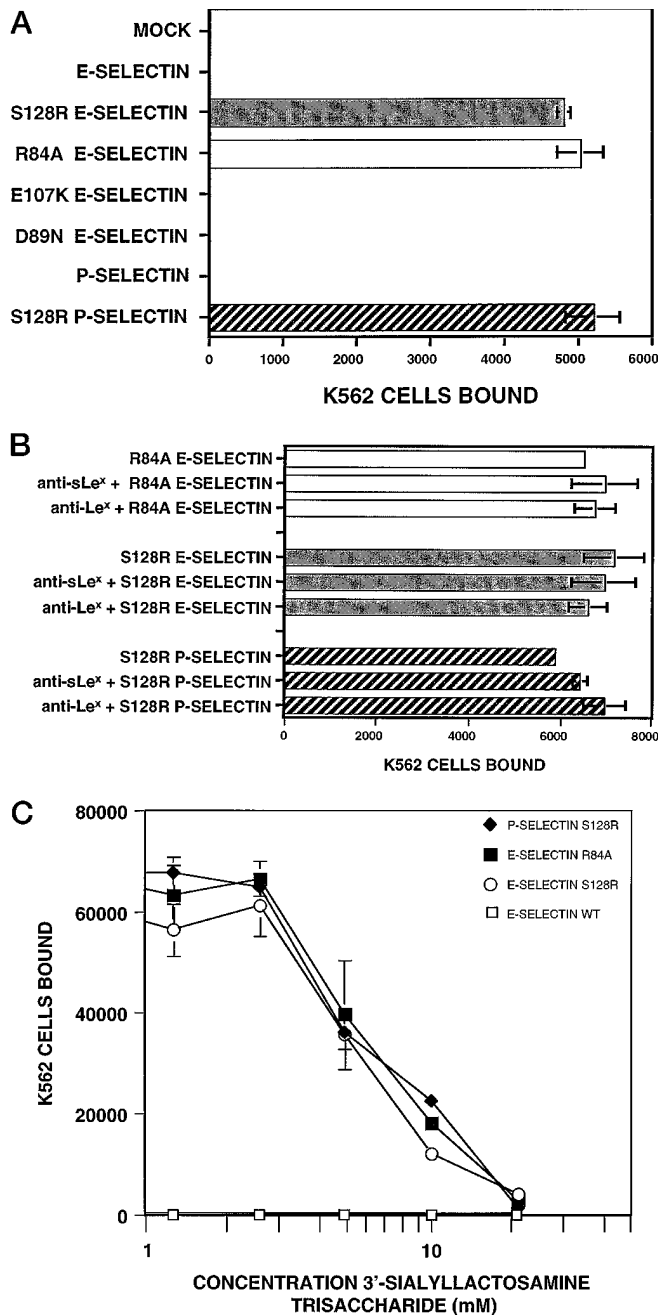 A
MOCK
E-SELECTIN
S128R E-SELECTIN
R84A E-SELECTIN
E107K E-SELECTIN
D89N E-SELECTIN
P-SELECTIN
S128R P-SELECTIN
0 1000 2000 3000 4000 5000 6000
K562 CELLS BOUND
B
R84A E-SELECTIN
anti-sLeˣ + R84A E-SELECTIN
anti-Leˣ + R84A E-SELECTIN
S128R E-SELECTIN
anti-sLeˣ + S128R E-SELECTIN
anti-Leˣ + S128R E-SELECTIN
S128R P-SELECTIN
anti-sLeˣ + S128R P-SELECTIN
anti-Leˣ + S128R P-SELECTIN
0 2000 4000 6000 8000
K562 CELLS BOUND
C
80000
60000
40000
20000
0
K562 CELLS BOUND
P-SELECTIN S128R
E-SELECTIN R84A
E-SELECTIN S128R
E-SELECTIN WT
1 10
CONCENTRATION 3'-SIALYLLACTOSAMINE
TRISACCHARIDE (mM)